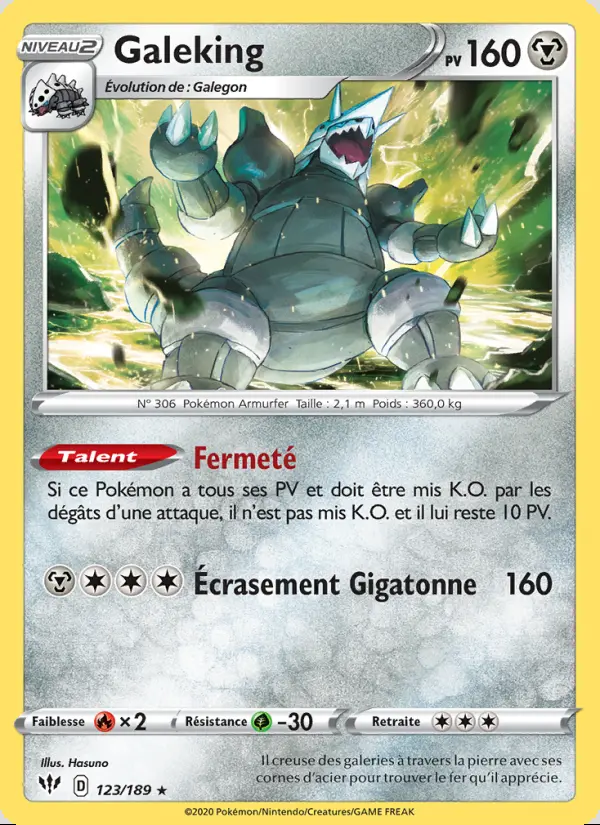 NIVEAU 2
Galeking
PV 160
Évolution de : Galegon
N° 306 Pokémon Armurfer Taille : 2,1 m Poids : 360,0 kg
Talent Fermeté
Si ce Pokémon a tous ses PV et doit être mis K.O. par les
dégâts d'une attaque, il n'est pas mis K.O. et il lui reste 10 PV.
Écrasement Gigatonne 160
Faiblesse ×2 Résistance -30 Retraite
Illus. Hasuno
Il creuse des galeries à travers la pierre avec ses
cornes d'acier pour trouver le fer qu'il apprécie.
D 123/189 ★
©2020 Pokémon/Nintendo/Creatures/GAME FREAK